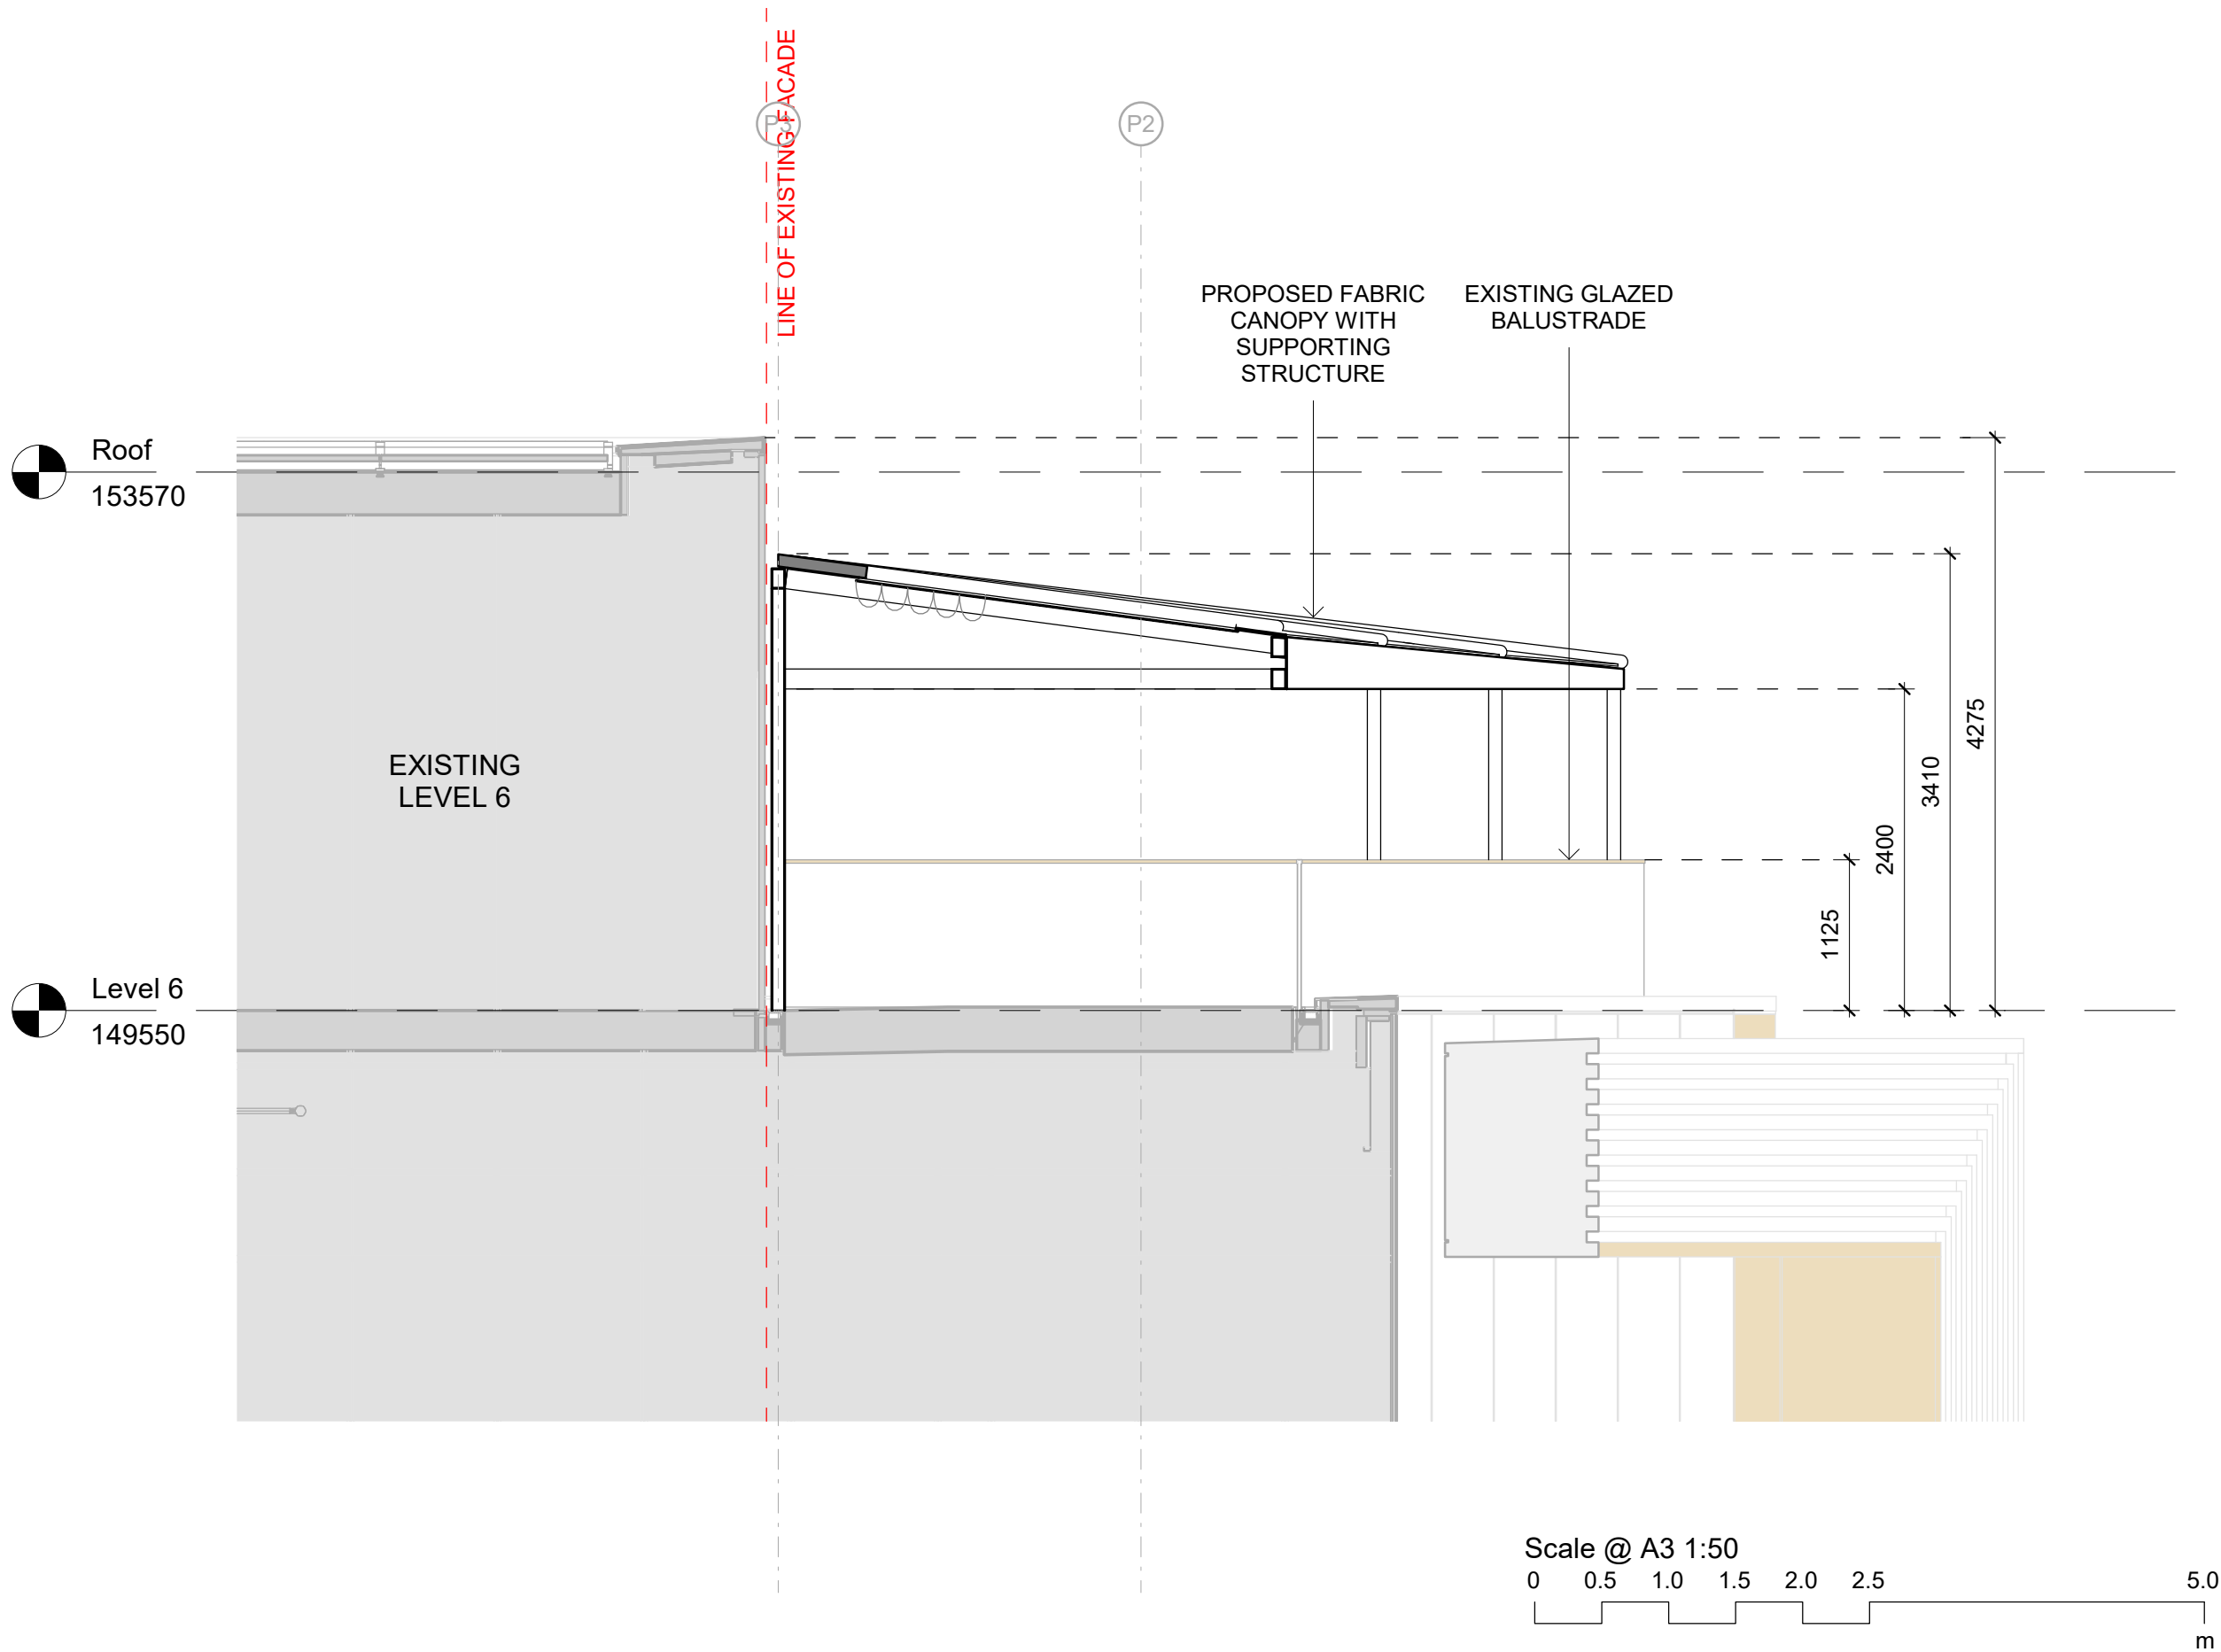 LINE OF EXISTING FACADE
P3
P2
PROPOSED FABRIC
CANOPY WITH
SUPPORTING
STRUCTURE
EXISTING GLAZED
BALUSTRADE
Roof
153570
EXISTING
LEVEL 6
4275
3410
2400
1125
Level 6
149550
Scale @ A3 1:50
0 0.5 1.0 1.5 2.0 2.5 5.0
m